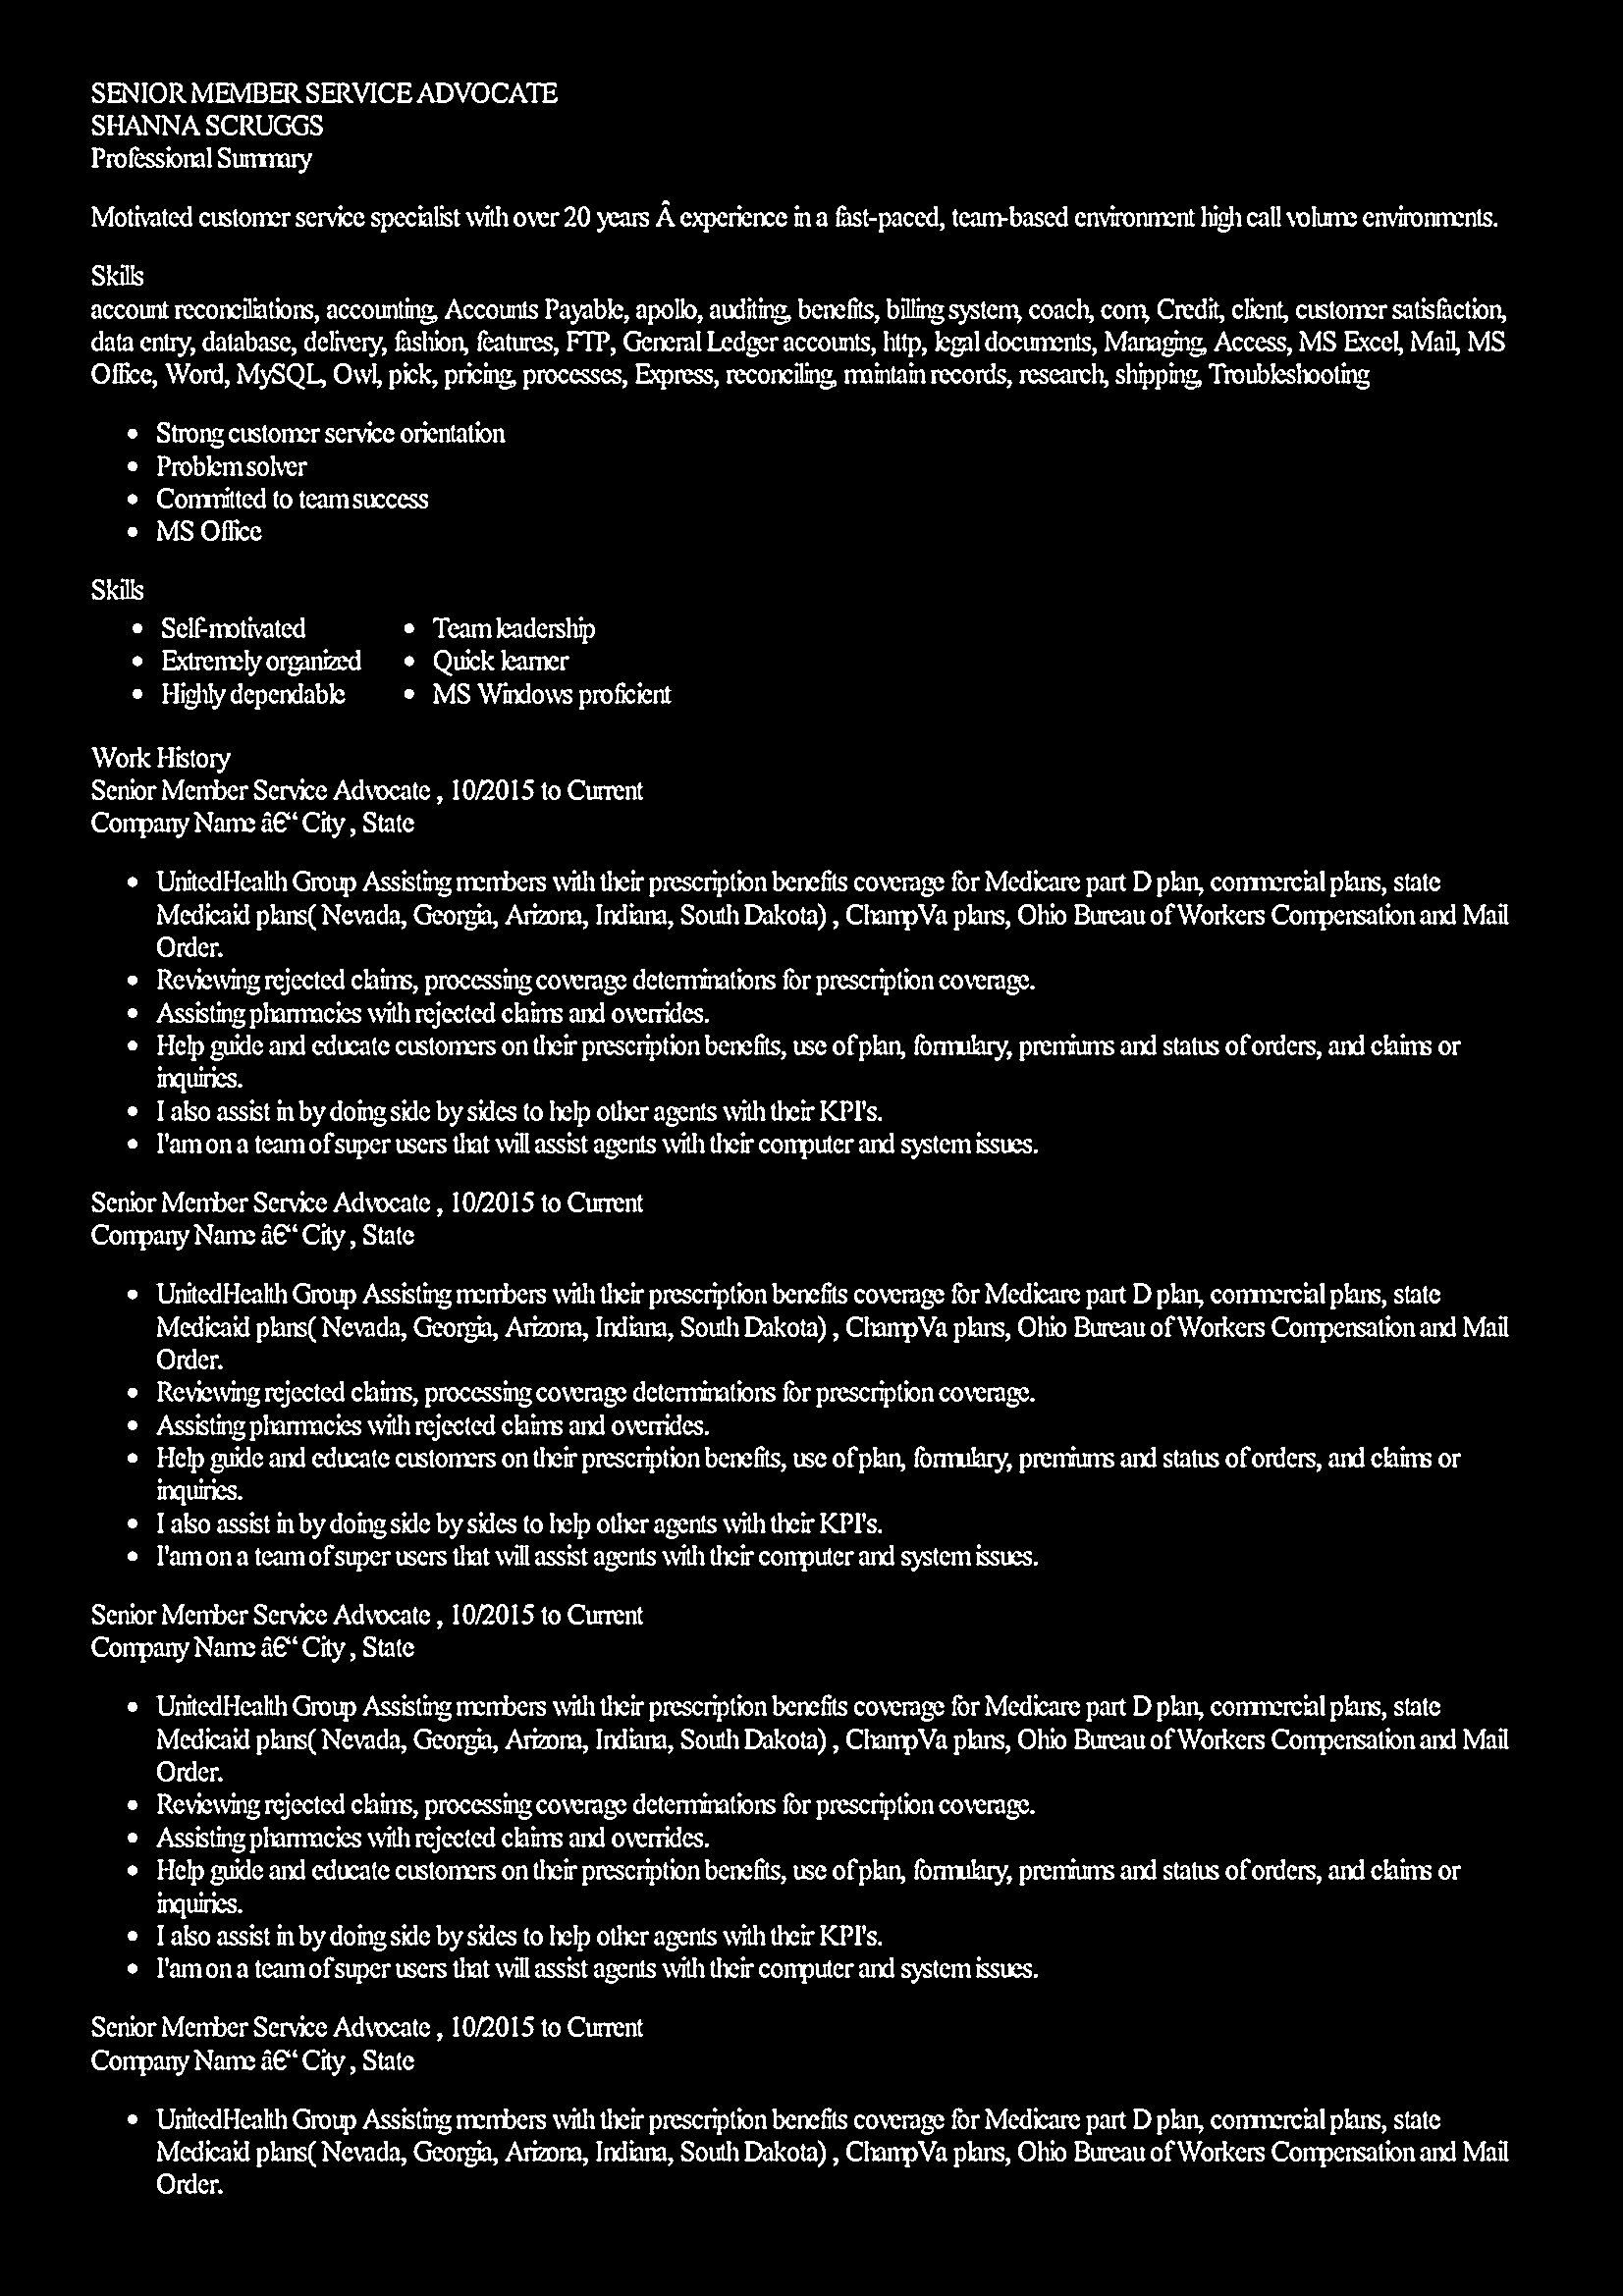 SENIOR MEMBER SERVICE ADVOCATE
SHANNA SCRUGGS
Professional Summary
Motivated customer service specialist with over 20 years Â experience in a fast-paced, team-based environment high call volume environments.
Skills
account reconciliations, accounting, Accounts Payable, apollo, auditing, benefits, billing system, coach, com, Credit, client, customer satisfaction,
data entry, database, delivery, fashion, features, FTP, General Ledger accounts, http, legal documents, Managing, Access, MS Excel, Mail, MS
Office, Word, MySQL, Owl, pick, pricing, processes, Express, reconciling, maintain records, research, shipping, Troubleshooting
• Strong customer service orientation
• Problem solver
• Committed to team success
• MS Office
Skills
• Self-motivated
• Extremely organized
• Highly dependable
• Team leadership
• Quick learner
• MS Windows proficient
Work History
Senior Member Service Advocate , 10/2015 to Current
Company Name â€“ City , State
• UnitedHealth Group Assisting members with their prescription benefits coverage for Medicare part D plan, commercial plans, state
Medicaid plans( Nevada, Georgia, Arizona, Indiana, South Dakota) , ChampVa plans, Ohio Bureau of Workers Compensation and Mail
Order.
• Reviewing rejected claims, processing coverage determinations for prescription coverage.
• Assisting pharmacies with rejected claims and overrides.
• Help guide and educate customers on their prescription benefits, use of plan, formulary, premiums and status of orders, and claims or
inquiries.
• I also assist in by doing side by sides to help other agents with their KPI's.
• I'am on a team of super users that will assist agents with their computer and system issues.
Senior Member Service Advocate , 10/2015 to Current
Company Name â€“ City , State
• UnitedHealth Group Assisting members with their prescription benefits coverage for Medicare part D plan, commercial plans, state
Medicaid plans( Nevada, Georgia, Arizona, Indiana, South Dakota) , ChampVa plans, Ohio Bureau of Workers Compensation and Mail
Order.
• Reviewing rejected claims, processing coverage determinations for prescription coverage.
• Assisting pharmacies with rejected claims and overrides.
• Help guide and educate customers on their prescription benefits, use of plan, formulary, premiums and status of orders, and claims or
inquiries.
• I also assist in by doing side by sides to help other agents with their KPI's.
• I'am on a team of super users that will assist agents with their computer and system issues.
Senior Member Service Advocate , 10/2015 to Current
Company Name â€“ City , State
• UnitedHealth Group Assisting members with their prescription benefits coverage for Medicare part D plan, commercial plans, state
Medicaid plans( Nevada, Georgia, Arizona, Indiana, South Dakota) , ChampVa plans, Ohio Bureau of Workers Compensation and Mail
Order.
• Reviewing rejected claims, processing coverage determinations for prescription coverage.
• Assisting pharmacies with rejected claims and overrides.
• Help guide and educate customers on their prescription benefits, use of plan, formulary, premiums and status of orders, and claims or
inquiries.
• I also assist in by doing side by sides to help other agents with their KPI's.
• I'am on a team of super users that will assist agents with their computer and system issues.
Senior Member Service Advocate , 10/2015 to Current
Company Name â€“ City , State
• UnitedHealth Group Assisting members with their prescription benefits coverage for Medicare part D plan, commercial plans, state
Medicaid plans( Nevada, Georgia, Arizona, Indiana, South Dakota) , ChampVa plans, Ohio Bureau of Workers Compensation and Mail
Order.